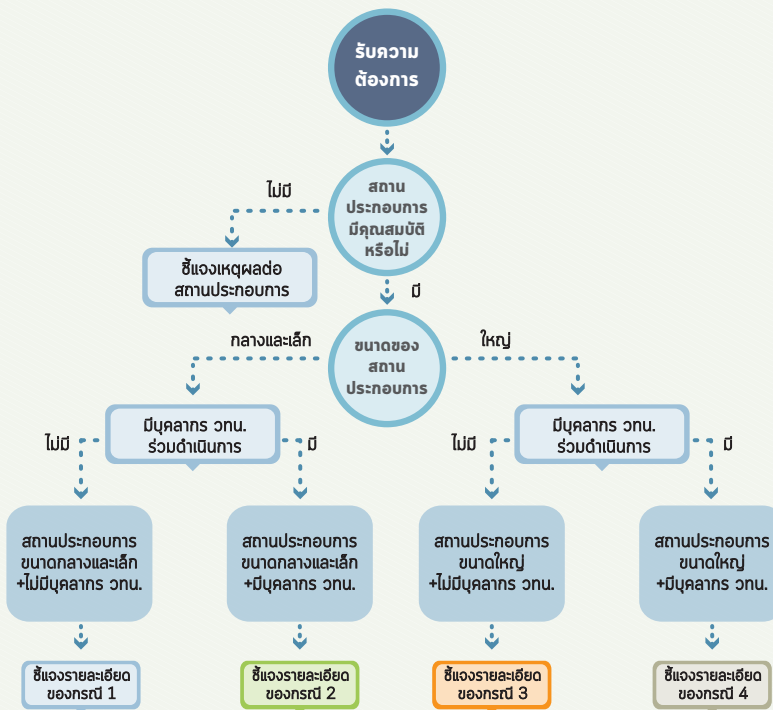 รับความ
ต้องการ
สถาน
ประกอบการ
มีคุณสมบัติ
หรือไม่
ไม่มี
ชี้แจงเหตุผลต่อ
สถานประกอบการ
มี
ขนาดของ
สถาน
ประกอบการ
กลางและเล็ก
ใหญ่
มีบุคลากร วทน.
ร่วมดำเนินการ
มีบุคลากร วทน.
ร่วมดำเนินการ
ไม่มี
มี
ไม่มี
มี
สถานประกอบการ
ขนาดกลางและเล็ก
+ไม่มีบุคลากร วทน.
สถานประกอบการ
ขนาดกลางและเล็ก
+มีบุคลากร วทน.
สถานประกอบการ
ขนาดใหญ่
+ไม่มีบุคลากร วทน.
สถานประกอบการ
ขนาดใหญ่
+มีบุคลากร วทน.
ชี้แจงรายละเอียด
ของกรณี 1
ชี้แจงรายละเอียด
ของกรณี 2
ชี้แจงรายละเอียด
ของกรณี 3
ชี้แจงรายละเอียด
ของกรณี 4